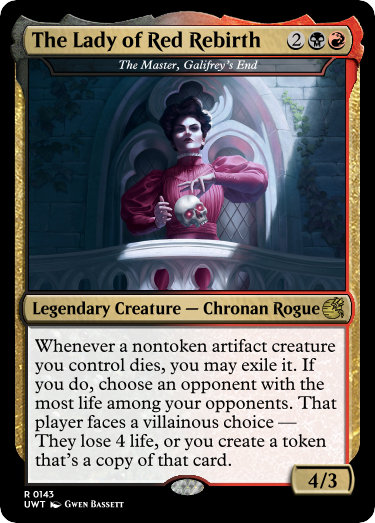 The Lady of Red Rebirth 2
The Master, Galifrey's End
Legendary Creature — Chronan Rogue
Whenever a nontoken artifact creature
you control dies, you may exile it. If
you do, choose an opponent with the
most life among your opponents. That
player faces a villainous choice —
They lose 4 life, or you create a token
that's a copy of that card.
4/3
R 0143
UWT Gwen Bassett